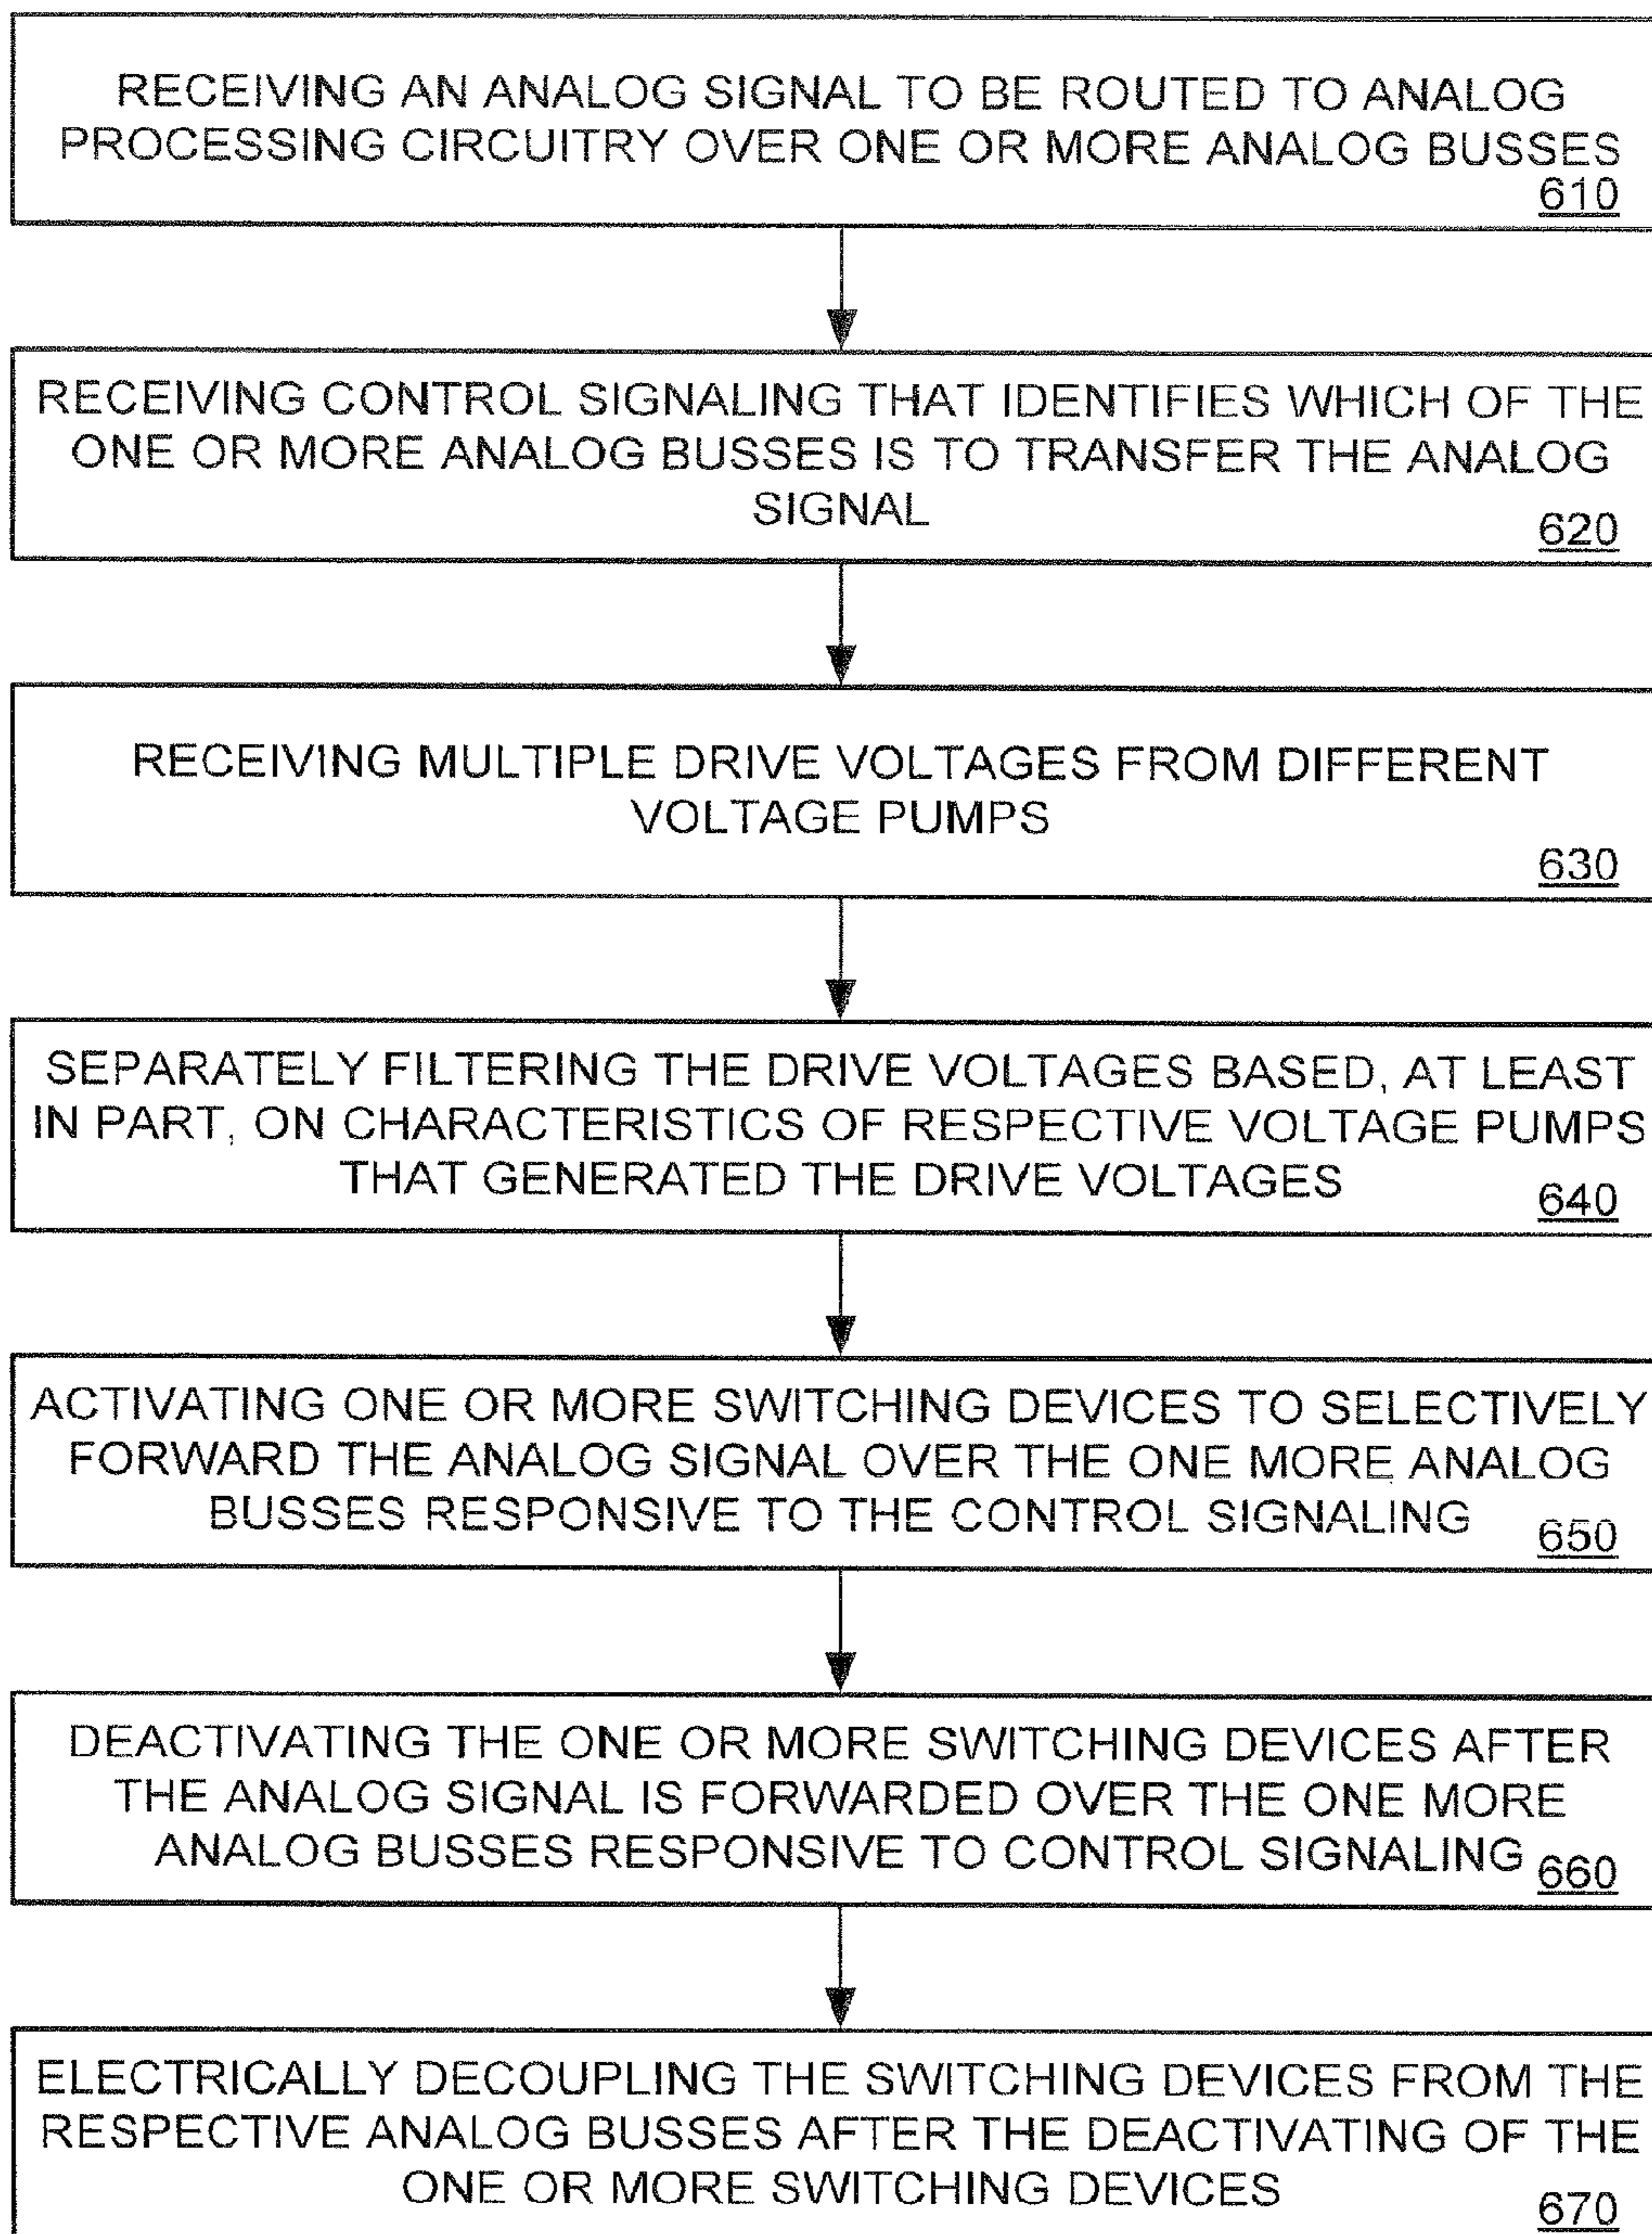 RECEIVING AN ANALOG SIGNAL TO BE ROUTED TO ANALOG
PROCESSING CIRCUITRY OVER ONE OR MORE ANALOG BUSSES
610
RECEIVING CONTROL SIGNALING THAT IDENTIFIES WHICH OF THE
ONE OR MORE ANALOG BUSSES IS TO TRANSFER THE ANALOG
SIGNAL
620
RECEIVING MULTIPLE DRIVE VOLTAGES FROM DIFFERENT
VOLTAGE PUMPS
630
SEPARATELY FILTERING THE DRIVE VOLTAGES BASED, AT LEAST
IN PART, ON CHARACTERISTICS OF RESPECTIVE VOLTAGE PUMPS
THAT GENERATED THE DRIVE VOLTAGES
640
ACTIVATING ONE OR MORE SWITCHING DEVICES TO SELECTIVELY
FORWARD THE ANALOG SIGNAL OVER THE ONE MORE ANALOG
BUSSES RESPONSIVE TO THE CONTROL SIGNALING
650
DEACTIVATING THE ONE OR MORE SWITCHING DEVICES AFTER
THE ANALOG SIGNAL IS FORWARDED OVER THE ONE MORE
ANALOG BUSSES RESPONSIVE TO CONTROL SIGNALING
660
ELECTRICALLY DECOUPLING THE SWITCHING DEVICES FROM THE
RESPECTIVE ANALOG BUSSES AFTER THE DEACTIVATING OF THE
ONE OR MORE SWITCHING DEVICES
670